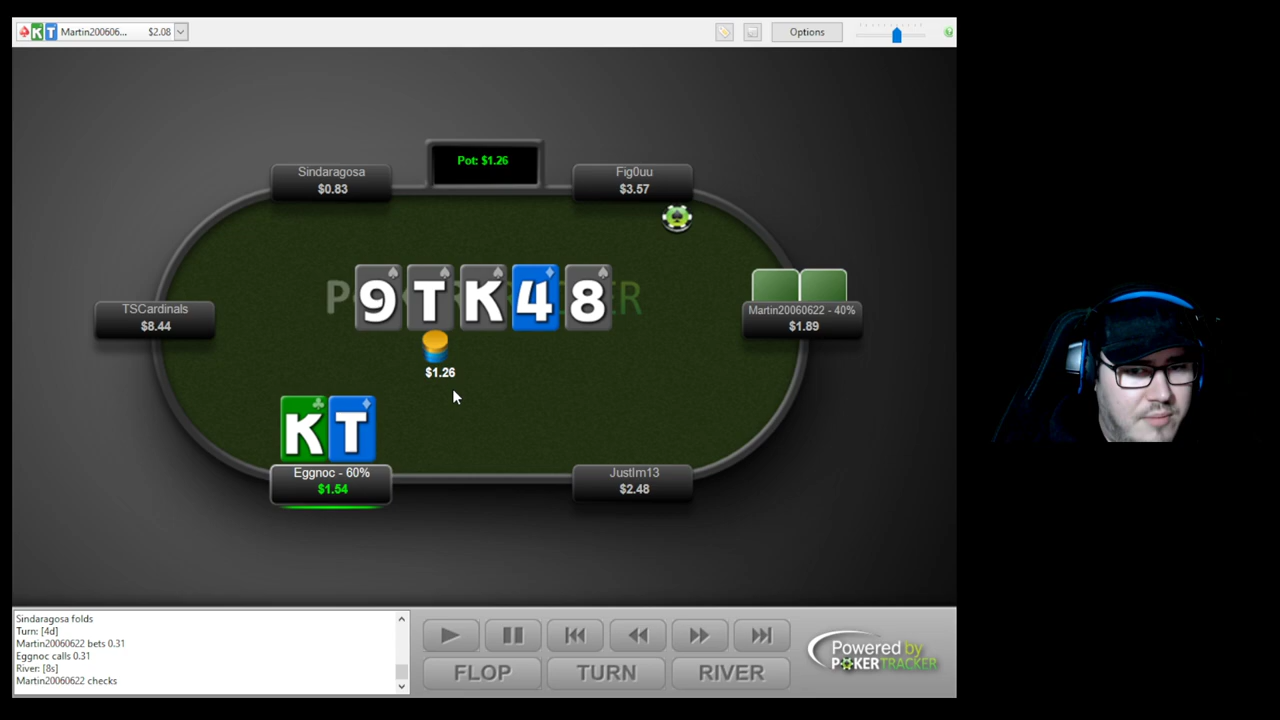 KT Martin200606... $2.08
Options
Pot: $1.26
Sindaragosa
$0.83
Fig0uu
$3.57
9 T K 4 8
TSCardinals
$8.44
Martin20060622 - 40%
$1.89
$1.26
K T
Eggnoc - 60%
$1.54
JustIm13
$2.48
Sindaragosa folds
Turn: [4d]
Martin20060622 bets 0.31
Eggnoc calls 0.31
River: [8s]
Martin20060622 checks
FLOP TURN RIVER
Powered by
POKERTRACKER